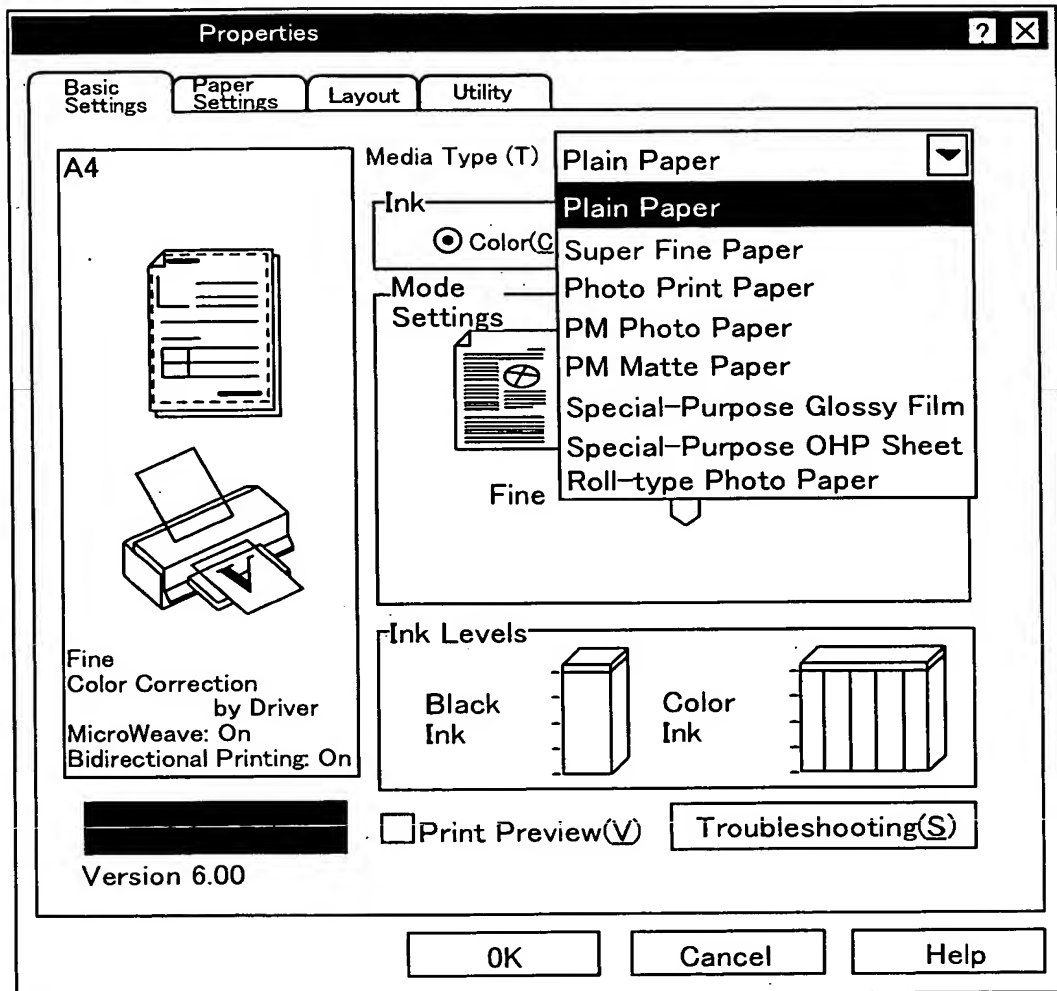 Properties
? X
Basic
Settings
Paper
Settings
Layout
Utility
A4
Media Type (T)
Plain Paper
Plain Paper
Super Fine Paper
Photo Print Paper
PM Photo Paper
PM Matte Paper
Special-Purpose Glossy Film
Special-Purpose OHP Sheet
Roll-type Photo Paper
Ink
Color(C
Mode
Settings
Fine
A
Fine
Color Correction
by Driver
MicroWeave: On
Bidirectional Printing: On
Ink Levels
Black
Ink
Color
Ink
Print Preview(V)
Troubleshooting(S)
Version 6.00
OK
Cancel
Help